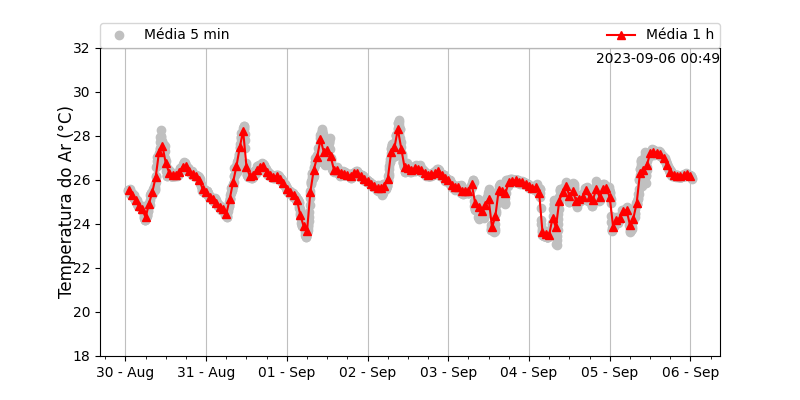 Média 5 min
Média 1 h
2023-09-06 00:49
Temperatura do Ar (°C)
32
30
28
26
24
22
20
18
30 - Aug
31 - Aug
01 - Sep
02 - Sep
03 - Sep
04 - Sep
05 - Sep
06 - Sep